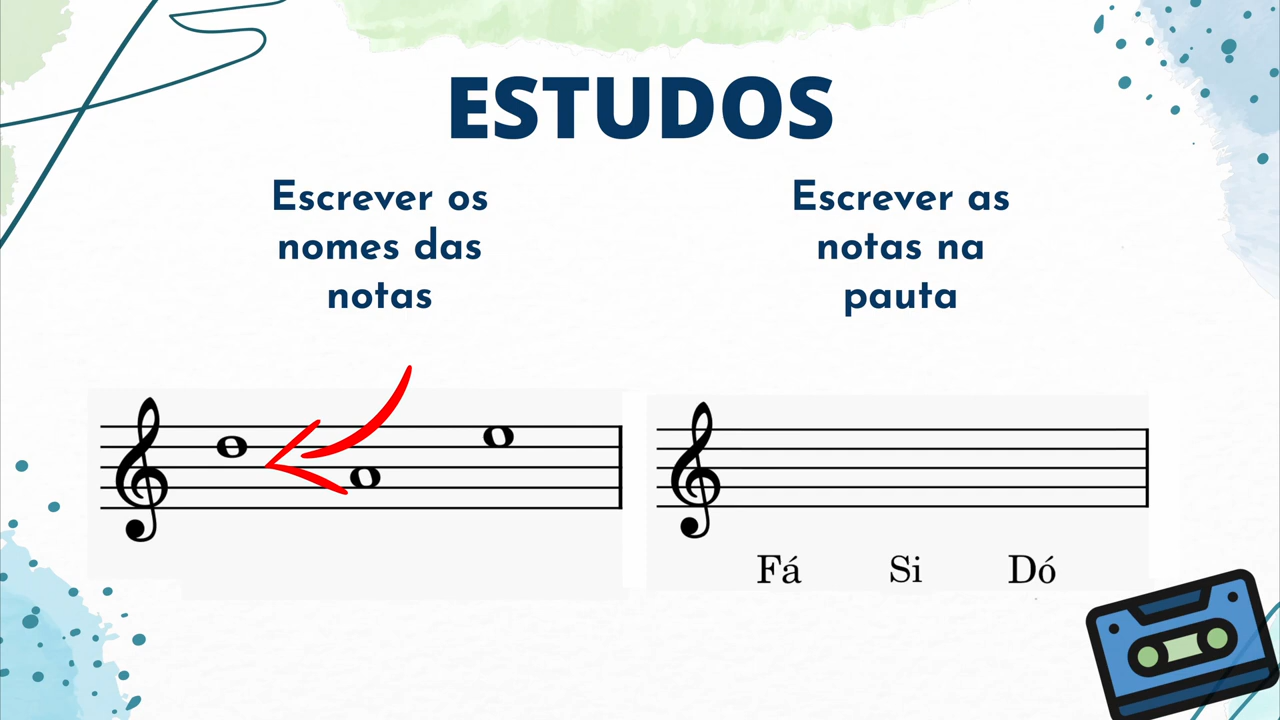 ESTUDOS
Escrever os
nomes das
notas
Escrever as
notas na
pauta
Fá Si Dó